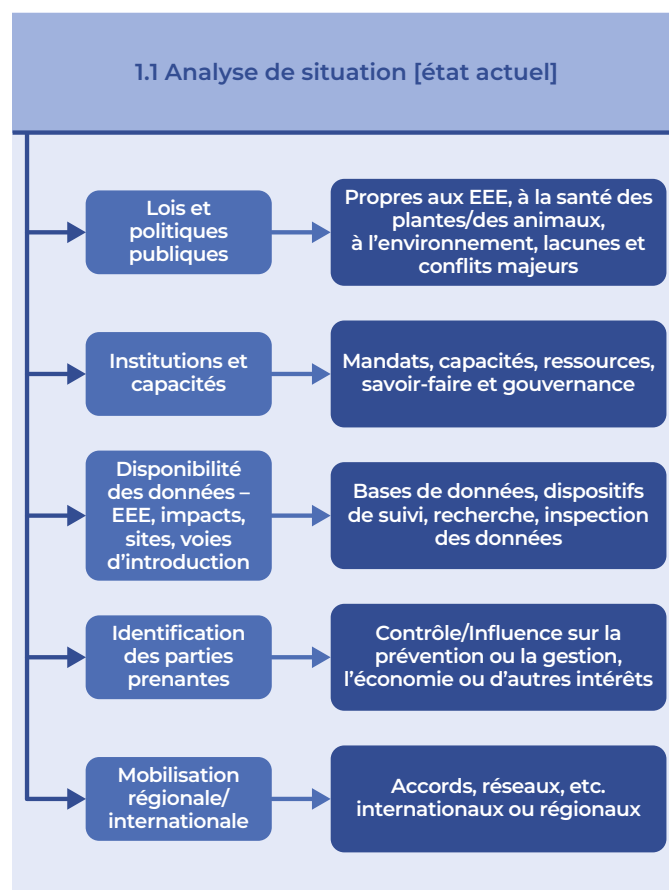 1.1 Analyse de situation [état actuel]
Lois et
politiques
publiques
Propres aux EEE, à la santé des
plantes/des animaux,
à l’environnement, lacunes et
conflits majeurs
Institutions et
capacités
Mandats, capacités, ressources,
savoir-faire et gouvernance
Disponibilité
des données –
EEE, impacts,
sites, voies
d’introduction
Bases de données, dispositifs
de suivi, recherche, inspection
des données
Identification
des parties
prenantes
Contrôle/Influence sur la
prévention ou la gestion,
l’économie ou d’autres intérêts
Mobilisation
régionale/
internationale
Accords, réseaux, etc.
internationaux ou régionaux